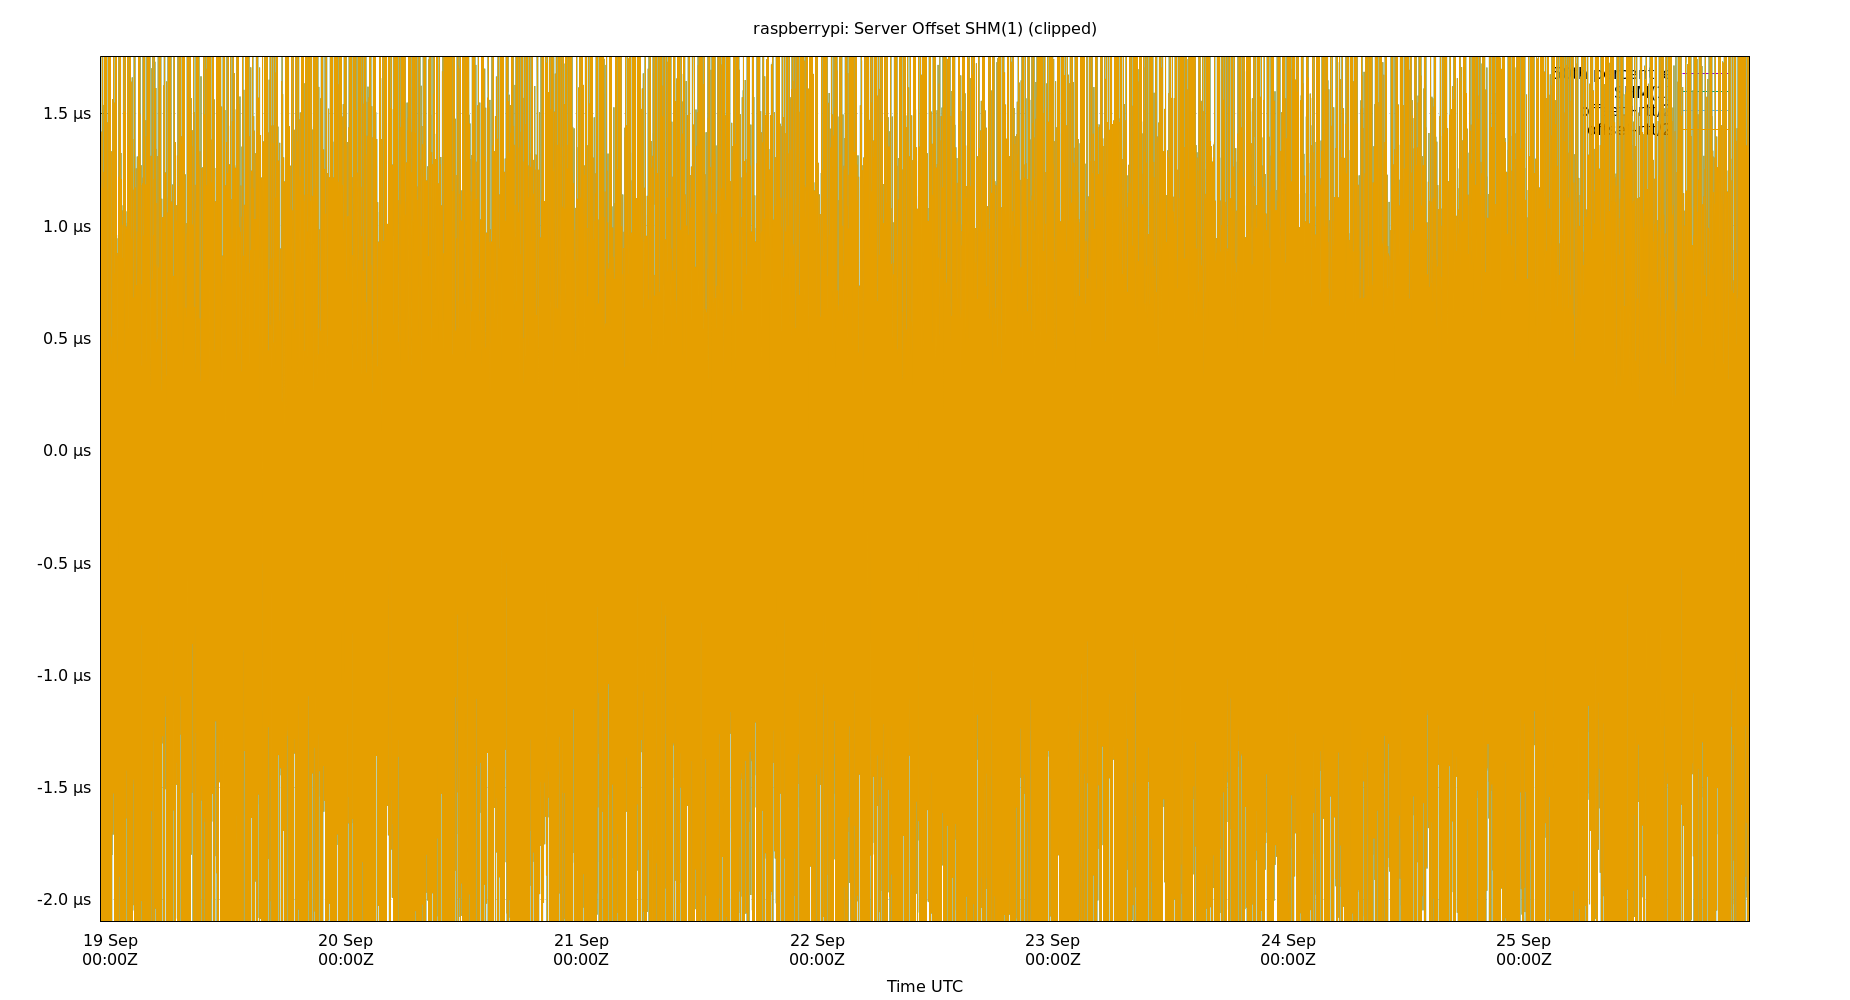 raspberrypi: Server Offset SHM(1) (clipped)
1.5 µs
1.0 µs
0.5 µs
0.0 µs
-0.5 µs
-1.0 µs
-1.5 µs
-2.0 µs
19 Sep 20 Sep 21 Sep 22 Sep 23 Sep 24 Sep 25 Sep
00:00Z 00:00Z 00:00Z 00:00Z 00:00Z 00:00Z 00:00Z
Time UTC